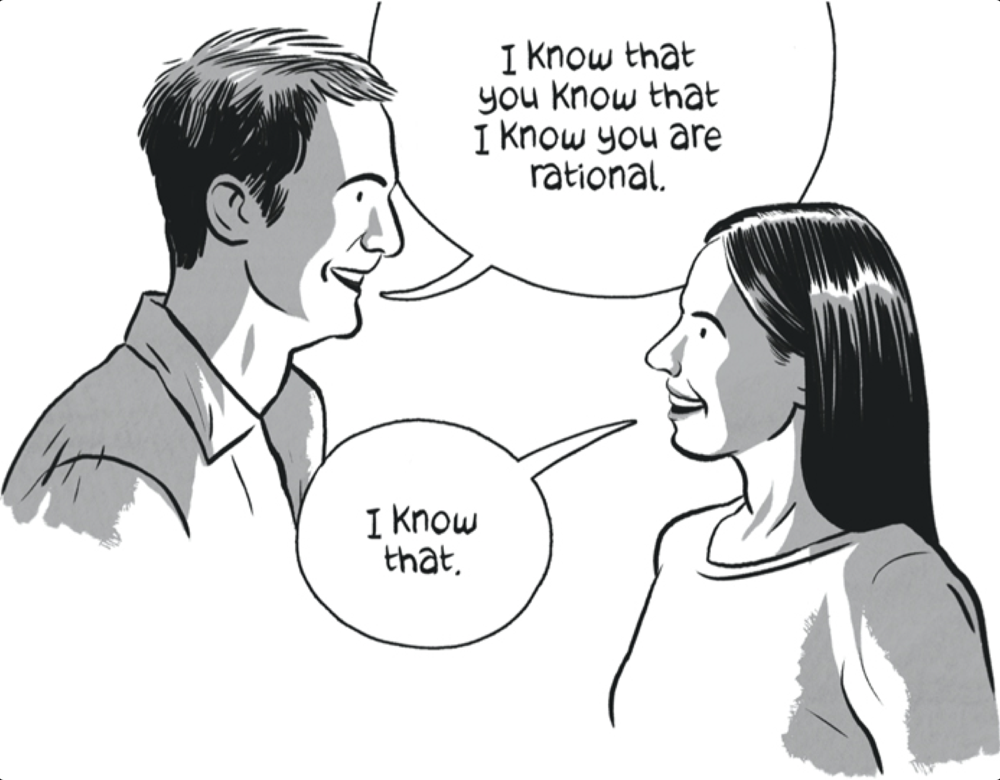 I know that
you know that
I know you are
rational.
I know
that.